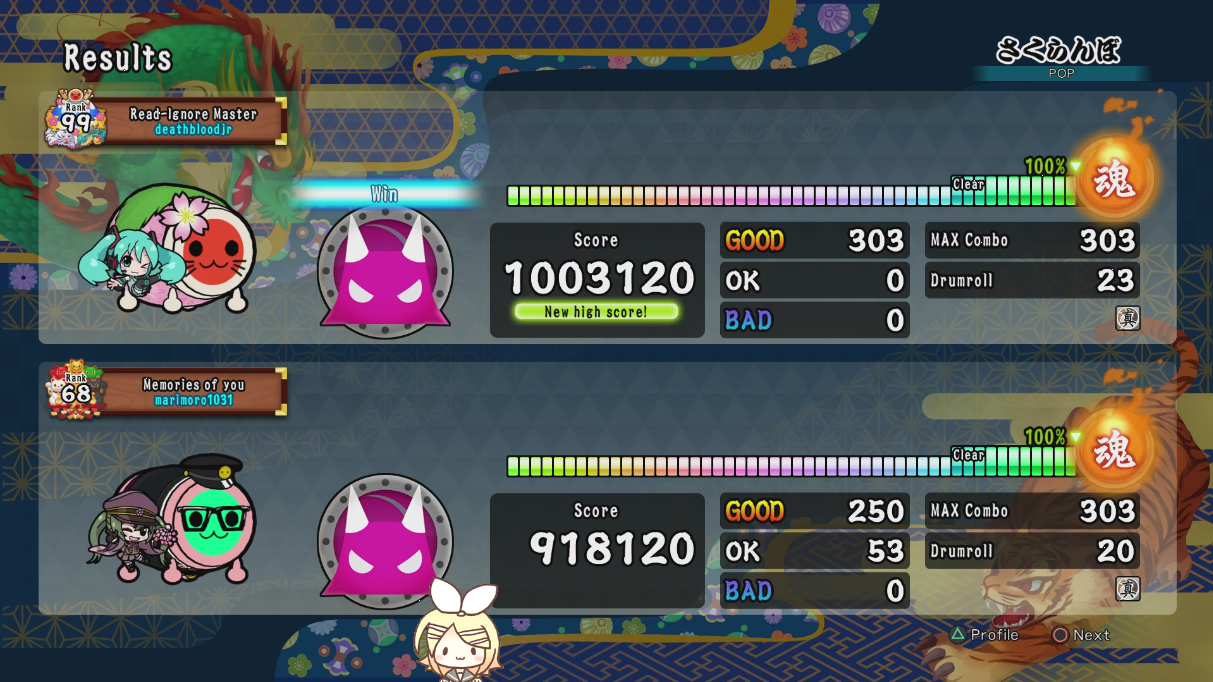 Results
さくらんぼ
POP
Rank
99
Read-Ignore Master
deathbloodjr
Win
100%
Clear
魂
Score
1003120
New high score!
GOOD 303
OK 0
BAD 0
MAX Combo 303
Drumroll 23
真
Rank
68
Memories of you
marimoro1031
100%
Clear
魂
Score
918120
GOOD 250
OK 53
BAD 0
MAX Combo 303
Drumroll 20
真
△ Profile ○ Next